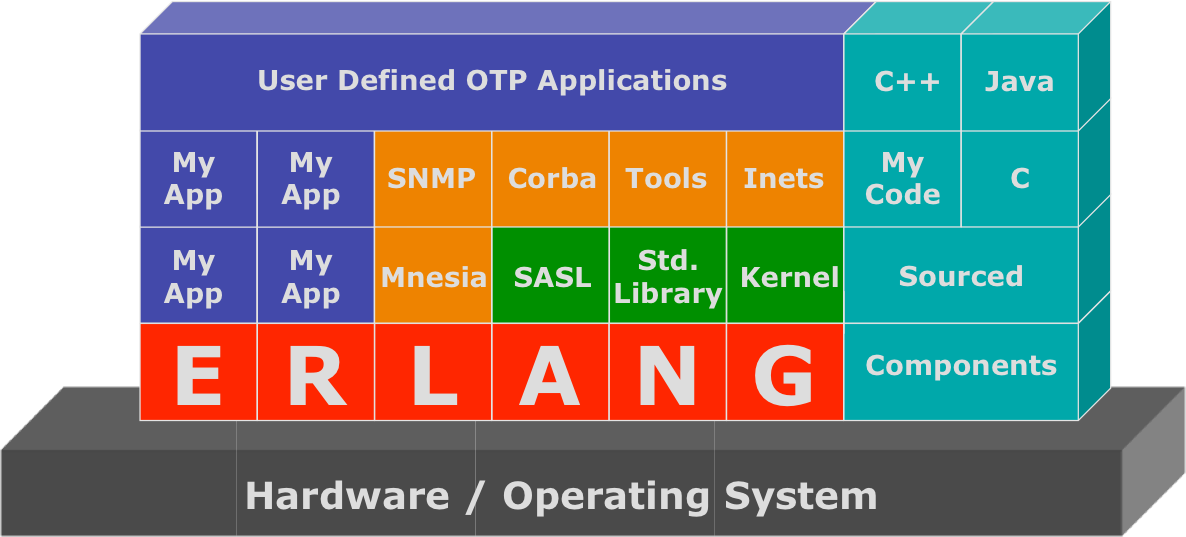 User Defined OTP Applications
C++
Java
My
App
My
App
SNMP
Corba
Tools
Inets
My
Code
C
My
App
My
App
Mnesia
SASL
Std.
Library
Kernel
Sourced
E R L A N G
Components
Hardware / Operating System